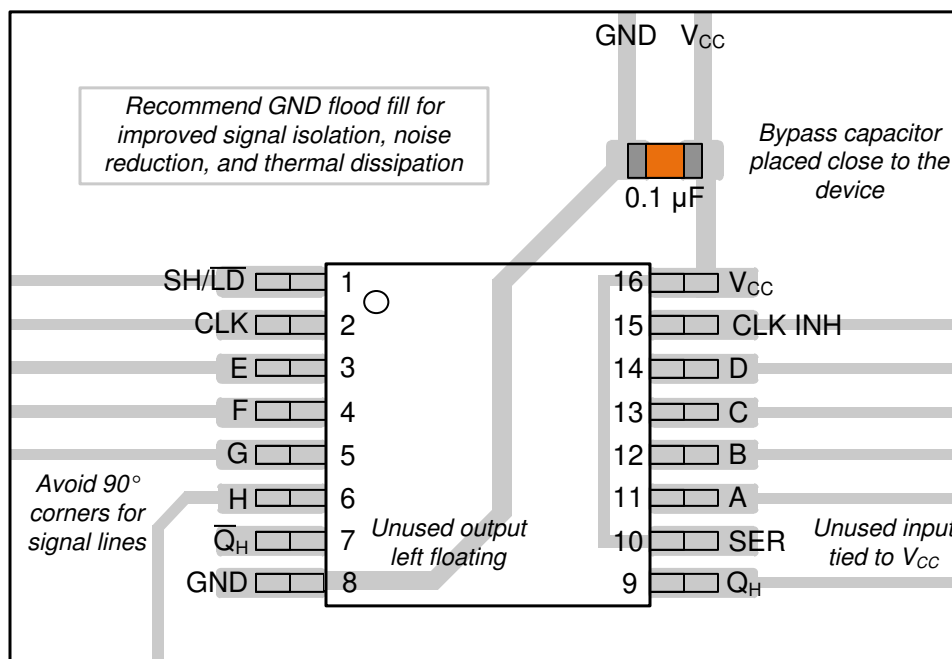 GND VCC
Recommend GND flood fill for
improved signal isolation, noise
reduction, and thermal dissipation
Bypass capacitor
placed close to the
device
0.1 µF
SH/L̅D̅ 1
CLK 2
E 3
F 4
G 5
H 6
Q̅H 7
GND 8
16 VCC
15 CLK INH
14 D
13 C
12 B
11 A
10 SER
9 QH
Avoid 90°
corners for
signal lines
Unused output
left floating
Unused input
tied to VCC